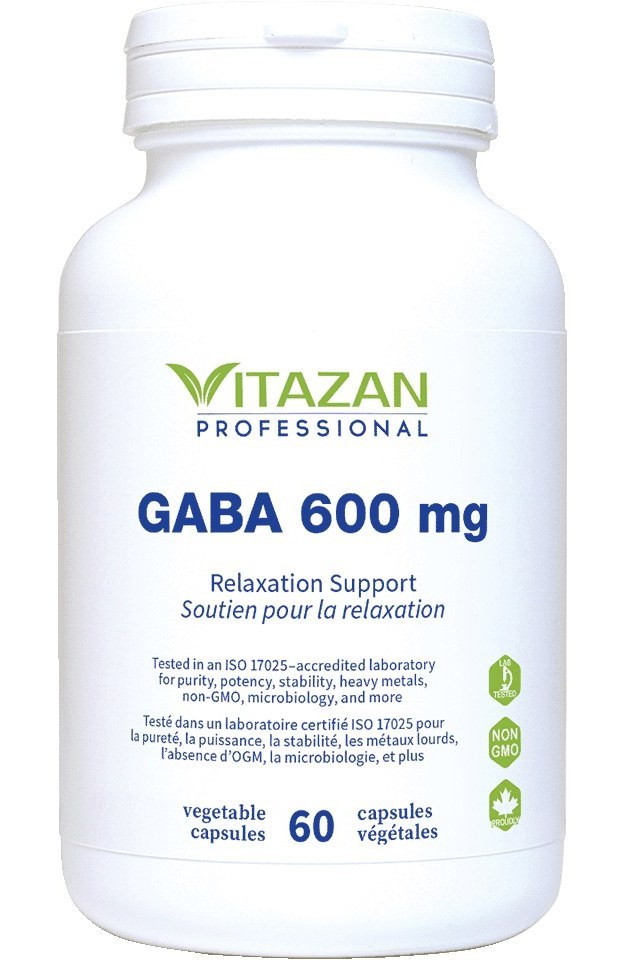 VITAZAN
PROFESSIONAL
GABA 600 mg
Relaxation Support
Soutien pour la relaxation
Tested in an ISO 17025–accredited laboratory
for purity, potency, stability, heavy metals,
non-GMO, microbiology, and more
Testé dans un laboratoire certifié ISO 17025 pour
la pureté, la puissance, la stabilité, les métaux lourds,
l'absence d'OGM, la microbiologie, et plus
LAB
TESTED
NON
GMO
PROUDLY
vegetable
capsules
60
capsules
végétales